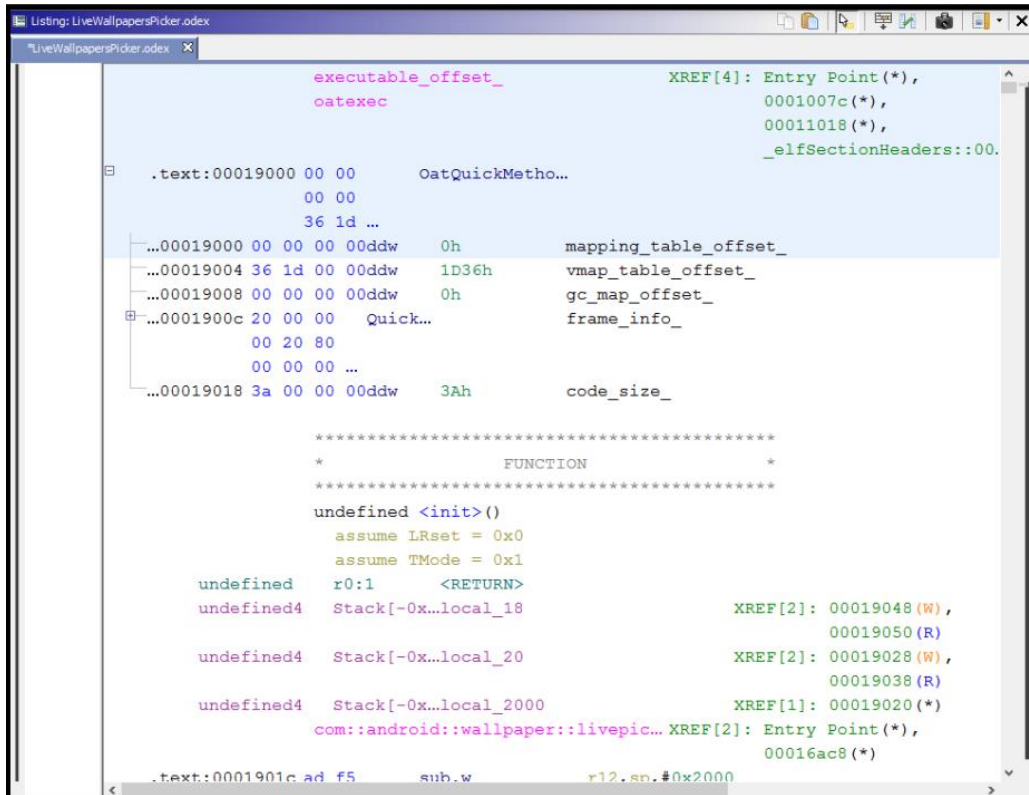 Listing: LiveWallpapersPicker.odex
*LiveWallpapersPicker.odex
executable_offset_ XREF[4]: Entry Point(*),
oatexec 0001007c(*),
00011018(*),
_elfSectionHeaders::00.
.text:00019000 00 00 OatQuickMetho...
00 00
36 1d ...
...00019000 00 00 00 00ddw 0h mapping_table_offset_
...00019004 36 1d 00 00ddw 1D36h vmap_table_offset_
...00019008 00 00 00 00ddw 0h gc_map_offset_
...0001900c 20 00 00 Quick... frame_info_
00 20 80
00 00 00 ...
...00019018 3a 00 00 00ddw 3Ah code_size_
********************************************
* FUNCTION *
********************************************
undefined <init>()
assume LRset = 0x0
assume TMode = 0x1
undefined r0:1 <RETURN>
undefined4 Stack[-0x...local_18 XREF[2]: 00019048(W),
00019050(R)
undefined4 Stack[-0x...local_20 XREF[2]: 00019028(W),
00019038(R)
undefined4 Stack[-0x...local_2000 XREF[1]: 00019020(*)
com::android::wallpaper::livepic... XREF[2]: Entry Point(*),
00016ac8(*)
.text:0001901c ad f5 sub.w r12,sp,#0x2000